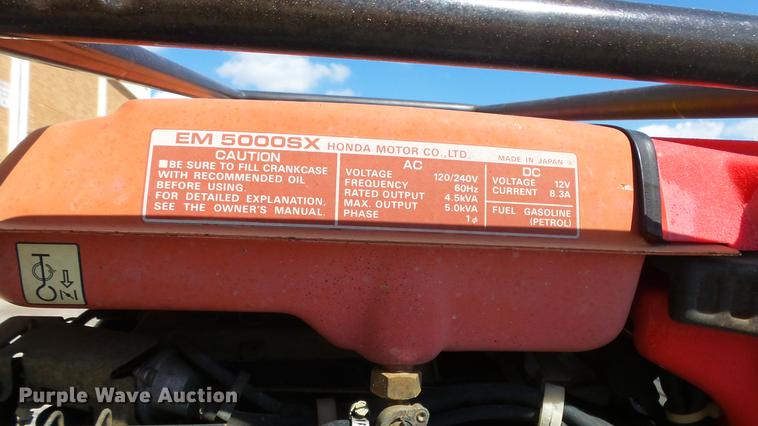 EM 5000SX HONDA MOTOR CO.,LTD. MADE IN JAPAN
CAUTION
■BE SURE TO FILL CRANKCASE
WITH RECOMMENDED OIL
BEFORE USING.
FOR DETAILED EXPLANATION.
SEE THE OWNER'S MANUAL.
AC
VOLTAGE 120/240V
FREQUENCY 60Hz
RATED OUTPUT 4.5kVA
MAX. OUTPUT 5.0kVA
PHASE 1ϕ
DC
VOLTAGE 12V
CURRENT 8.3A
FUEL GASOLINE
(PETROL)
Purple Wave Auction